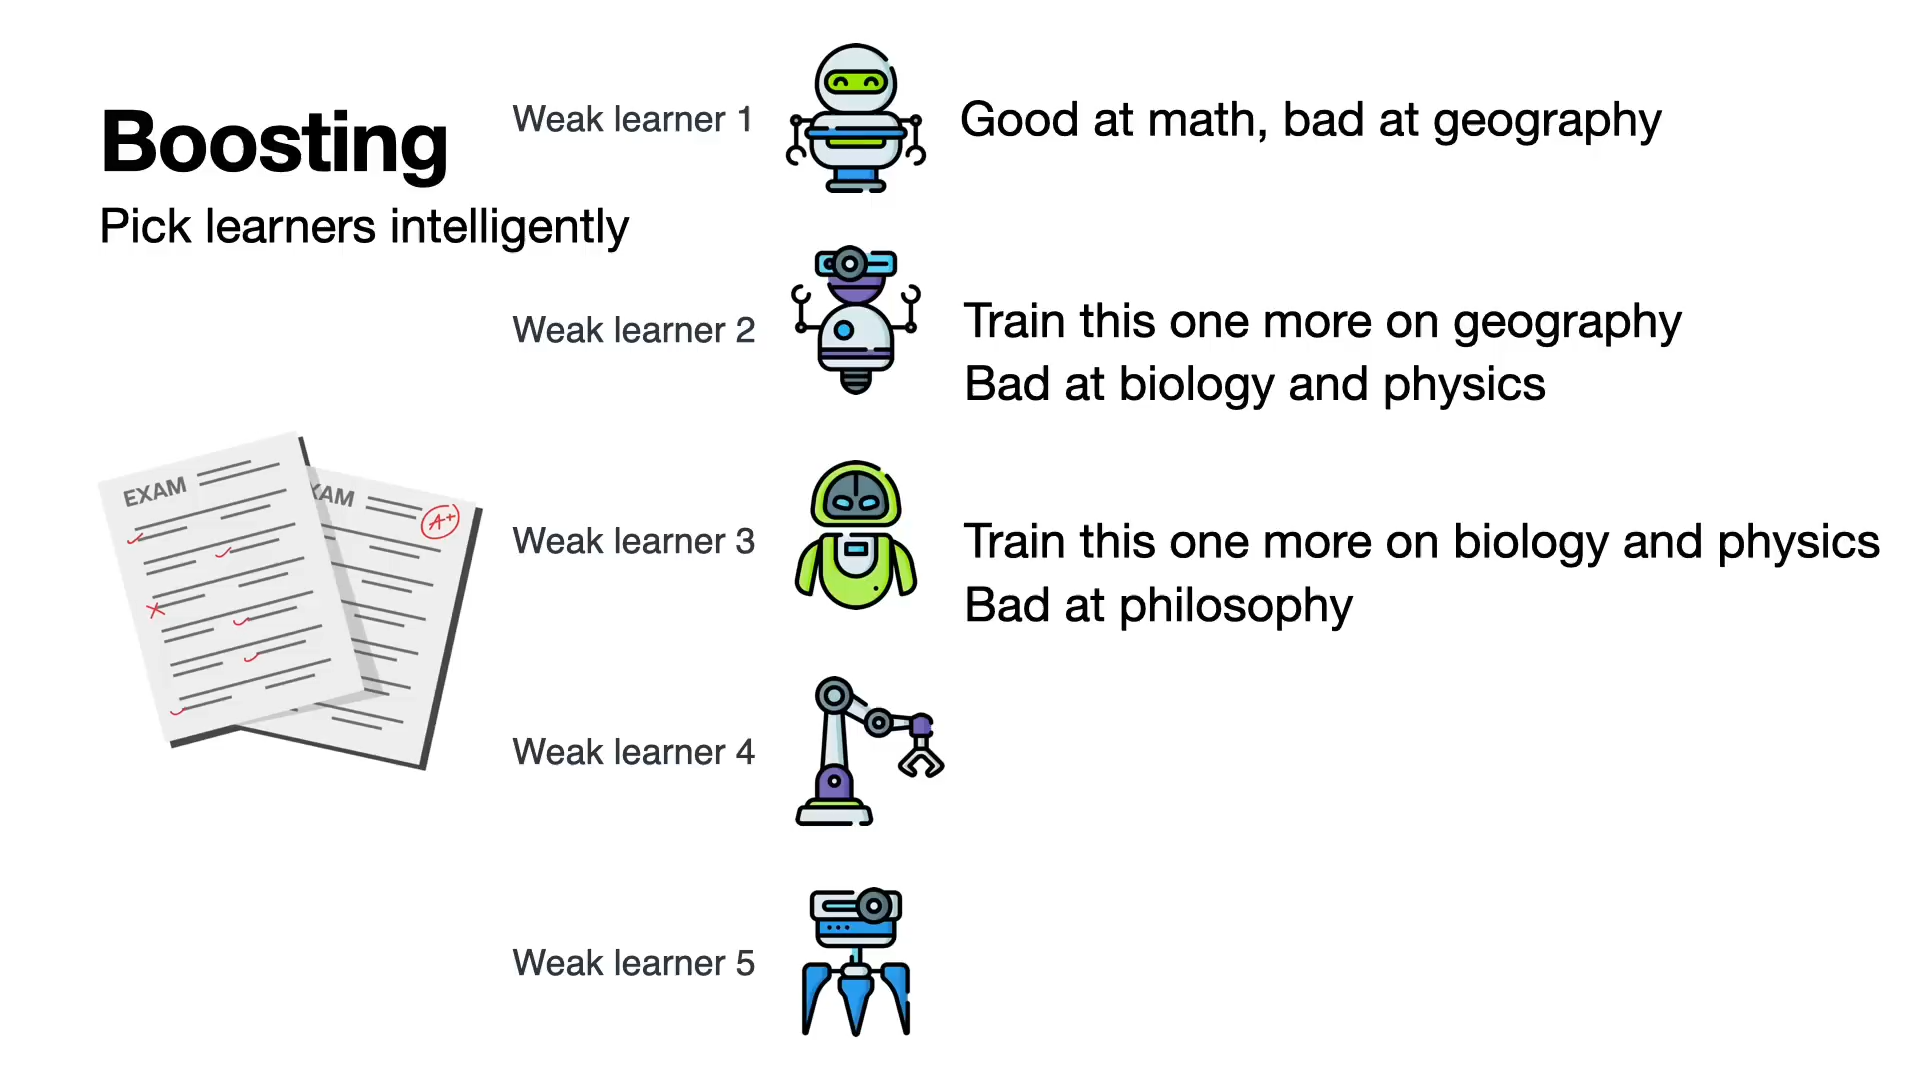 Boosting
Pick learners intelligently
Weak learner 1
Good at math, bad at geography
Weak learner 2
Train this one more on geography
Bad at biology and physics
EXAM
XAM
A+
Weak learner 3
Train this one more on biology and physics
Bad at philosophy
Weak learner 4
Weak learner 5